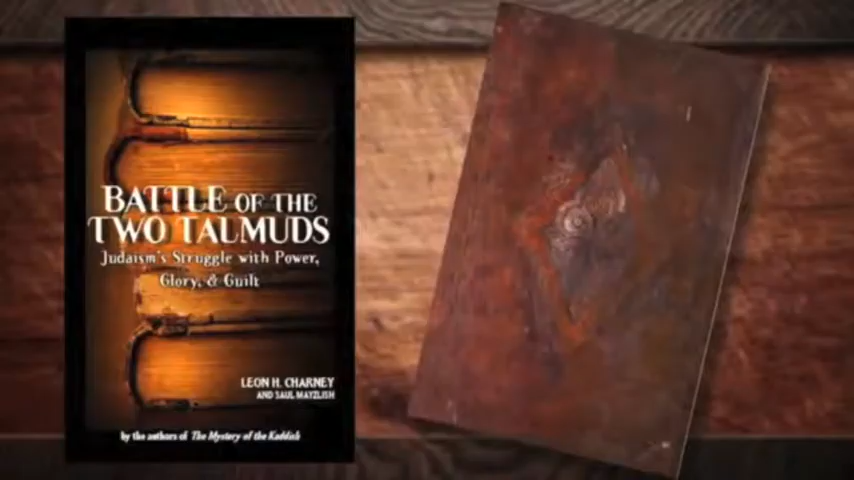 BATTLE OF THE
TWO TALMUDS
Judaism's Struggle with Power,
Glory, & Guilt
LEON H. CHARNEY
AND SAUL MAYZLISH
by the authors of The Mystery of the Kaddish